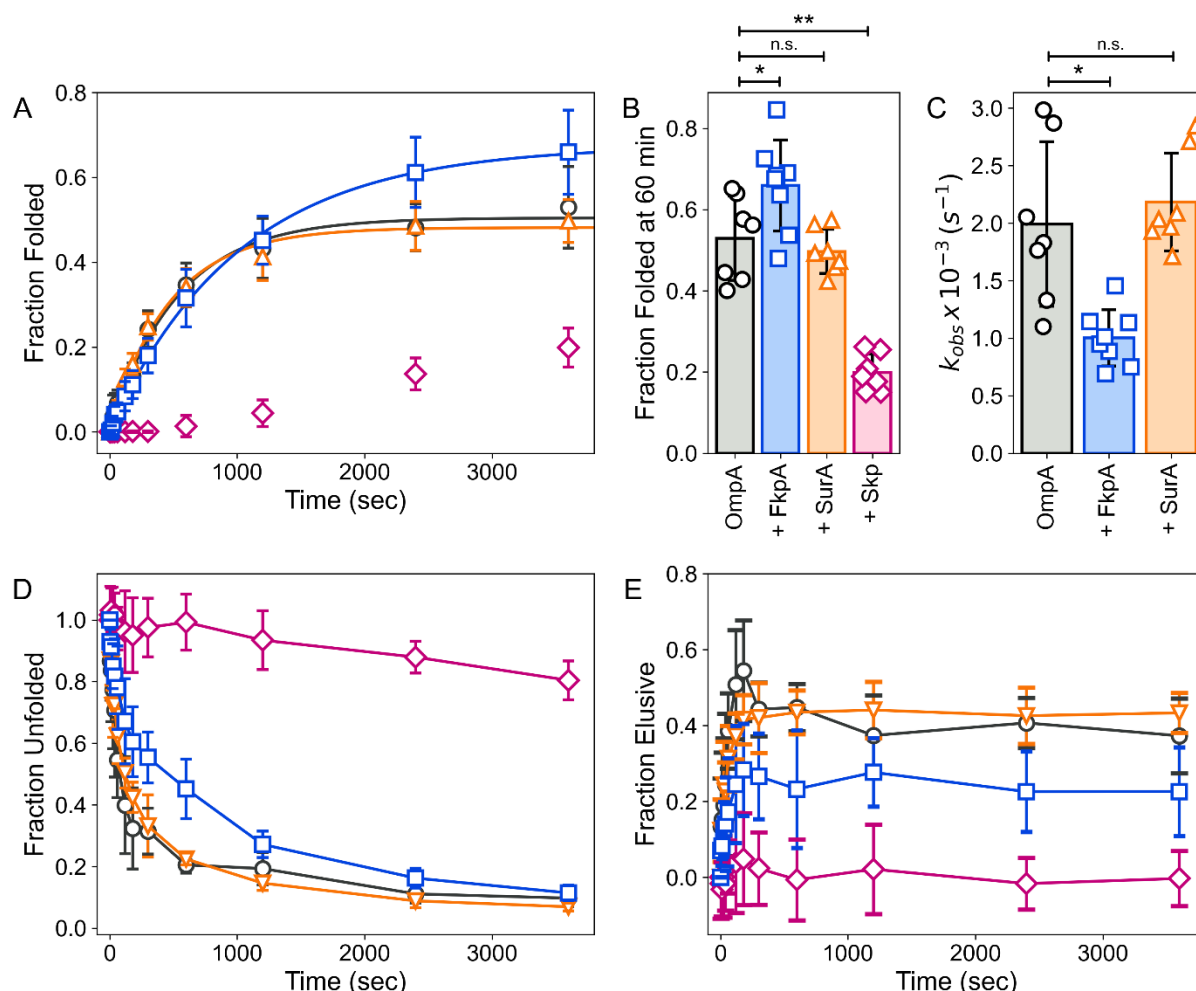 **
n.s.
*
n.s.
*
A
0.8
0.6
0.4
0.2
0.0
Fraction Folded
0
1000
2000
3000
Time (sec)
B
0.8
0.6
0.4
0.2
0.0
Fraction Folded at 60 min
OmpA
+ FkpA
+ SurA
+ Skp
C
3.0
2.5
2.0
1.5
1.0
0.5
0.0
kobs x 10−3 (s−1)
OmpA
+ FkpA
+ SurA
D
1.0
0.8
0.6
0.4
0.2
0.0
Fraction Unfolded
0
1000
2000
3000
Time (sec)
E
0.8
0.6
0.4
0.2
0.0
Fraction Elusive
0
1000
2000
3000
Time (sec)